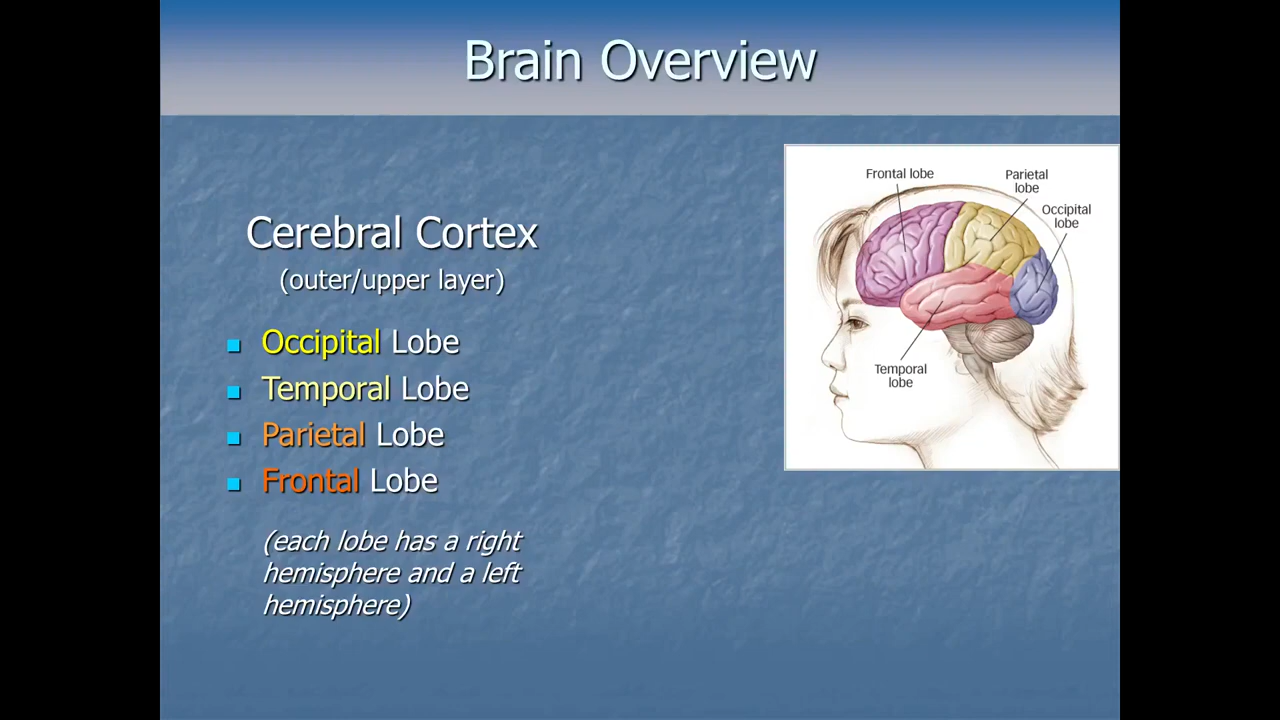 Brain Overview
Cerebral Cortex
(outer/upper layer)
Occipital Lobe
Temporal Lobe
Parietal Lobe
Frontal Lobe
(each lobe has a right
hemisphere and a left
hemisphere)
Frontal lobe
Parietal
lobe
Occipital
lobe
Temporal
lobe